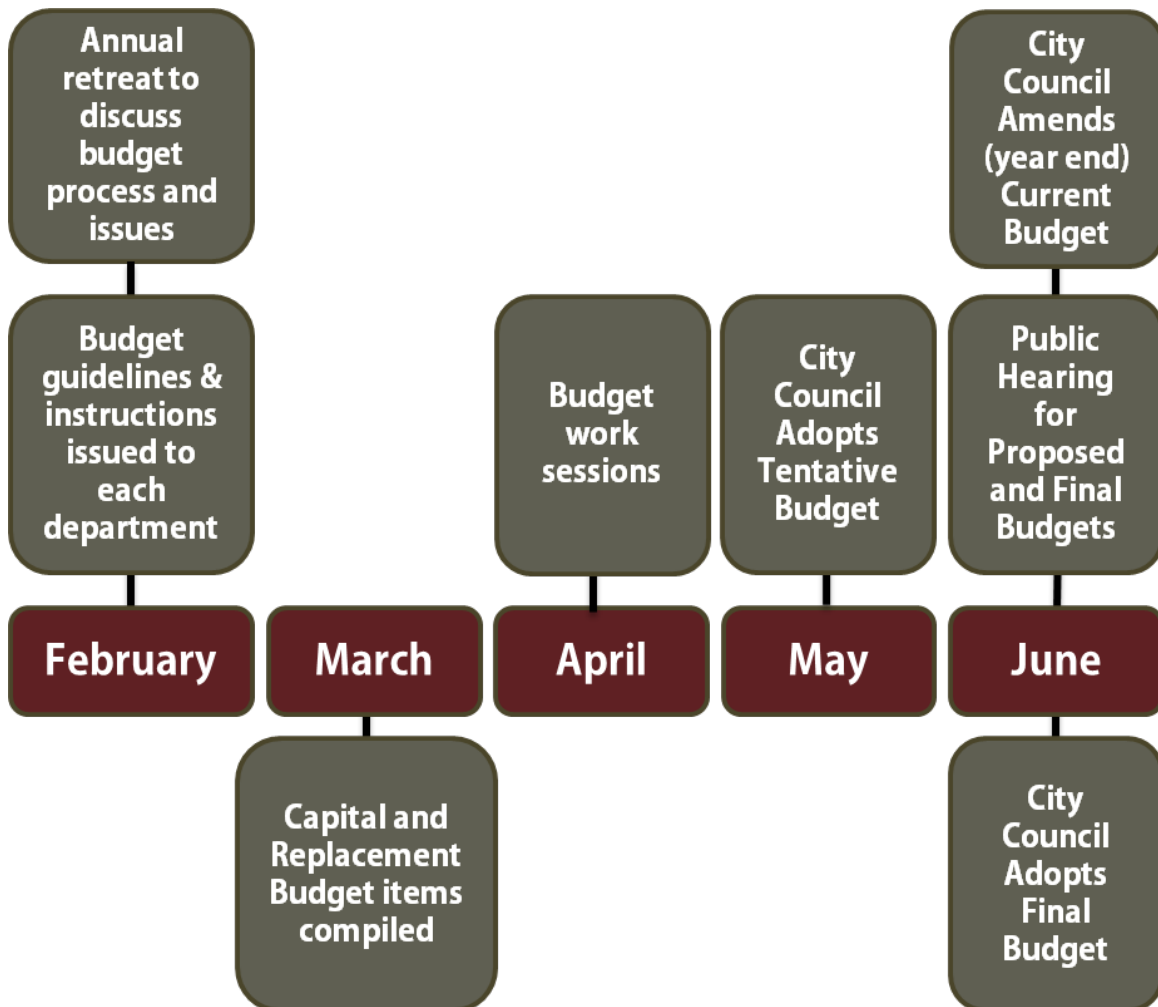 Annual
retreat to
discuss
budget
process and
issues
Budget
guidelines &
instructions
issued to
each
department
February
March
Capital and
Replacement
Budget items
compiled
Budget
work
sessions
April
City
Council
Adopts
Tentative
Budget
May
City
Council
Amends
(year end)
Current
Budget
Public
Hearing
for
Proposed
and Final
Budgets
June
City
Council
Adopts
Final
Budget